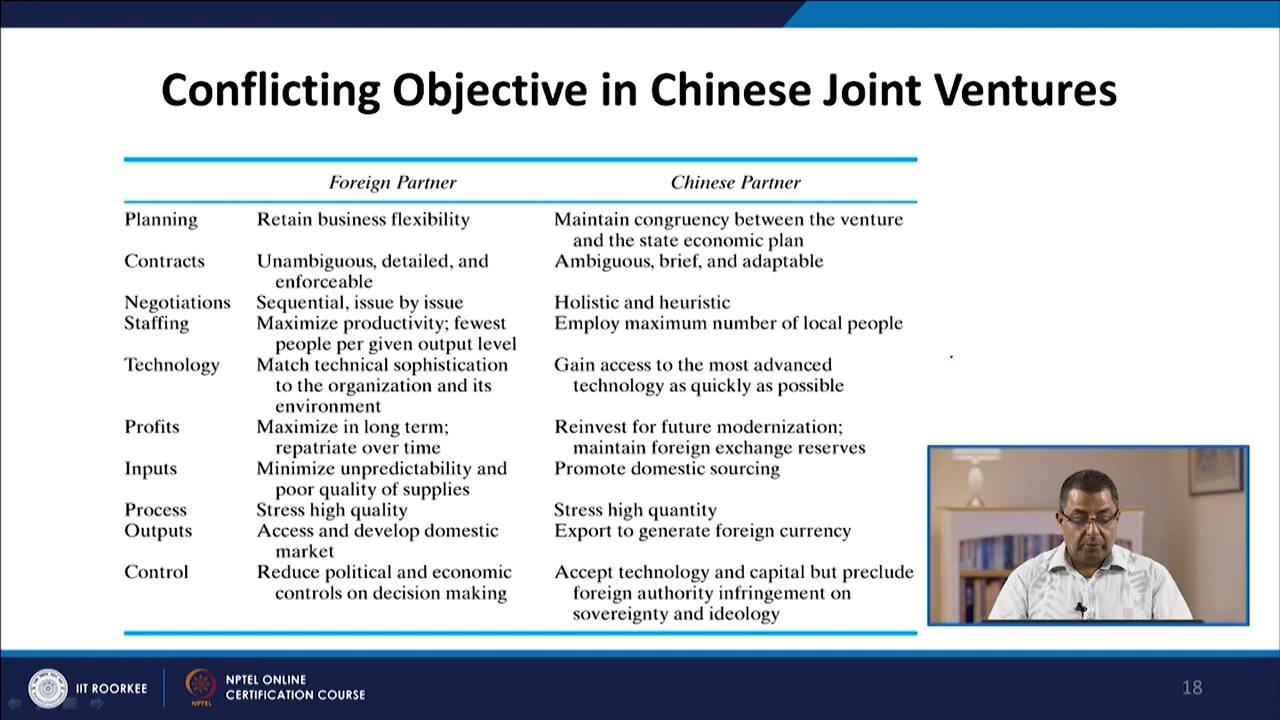 Conflicting Objective in Chinese Joint Ventures
Foreign Partner Chinese Partner
Planning Retain business flexibility Maintain congruency between the venture
and the state economic plan
Contracts Unambiguous, detailed, and Ambiguous, brief, and adaptable
enforceable
Negotiations Sequential, issue by issue Holistic and heuristic
Staffing Maximize productivity; fewest Employ maximum number of local people
people per given output level
Technology Match technical sophistication Gain access to the most advanced
to the organization and its technology as quickly as possible
environment
Profits Maximize in long term; Reinvest for future modernization;
repatriate over time maintain foreign exchange reserves
Inputs Minimize unpredictability and Promote domestic sourcing
poor quality of supplies
Process Stress high quality Stress high quantity
Outputs Access and develop domestic Export to generate foreign currency
market
Control Reduce political and economic Accept technology and capital but preclude
controls on decision making foreign authority infringement on
sovereignty and ideology
IIT ROORKEE
NPTEL
NPTEL ONLINE
CERTIFICATION COURSE
18